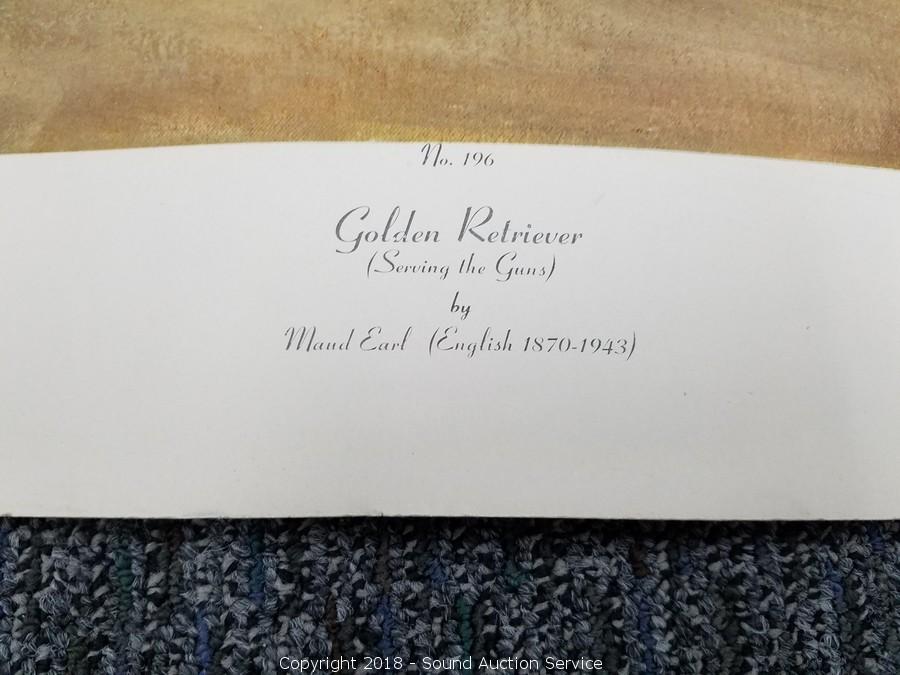 No. 196
Golden Retriever
(Serving the Guns)
by
Maud Earl (English 1870-1943)
Copyright 2018 - Sound Auction Service